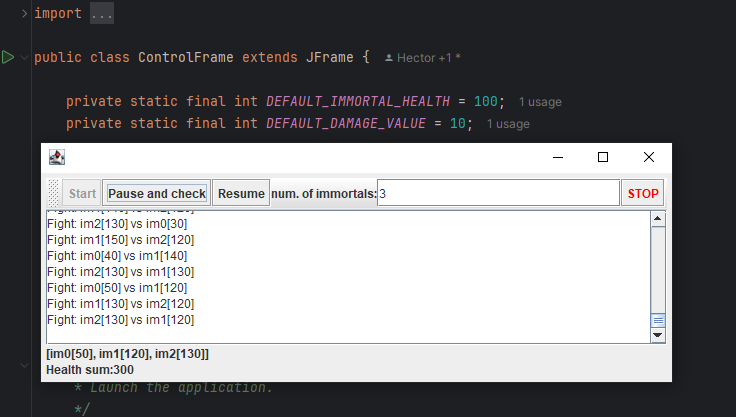 import ...
public class ControlFrame extends JFrame { Hector +1 *
private static final int DEFAULT_IMMORTAL_HEALTH = 100; 1 usage
private static final int DEFAULT_DAMAGE_VALUE = 10; 1 usage
Start Pause and check Resume num. of immortals: 3 STOP
Fight: im2[130] vs im0[30]
Fight: im1[150] vs im2[120]
Fight: im0[40] vs im1[140]
Fight: im2[130] vs im1[130]
Fight: im0[50] vs im1[120]
Fight: im1[130] vs im2[120]
Fight: im2[130] vs im1[120]
[im0[50], im1[120], im2[130]]
Health sum:300
* Launch the application.
*/